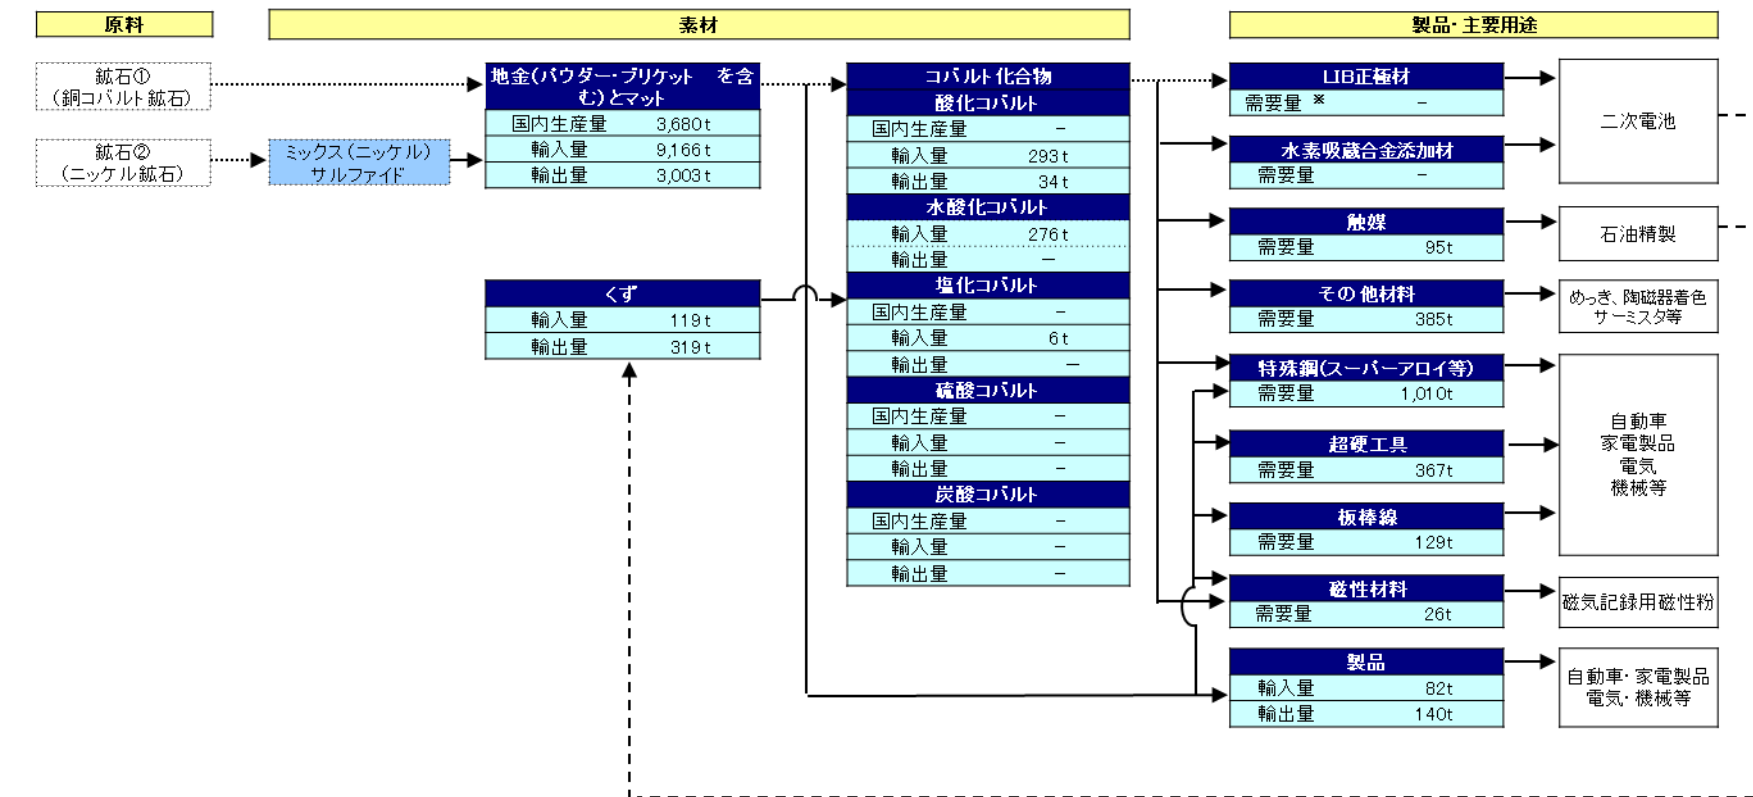 原料
素材
製品・主要用途
鉱石①
(銅コバルト鉱石)
鉱石②
(ニッケル鉱石)
ミックス(ニッケル)
サルファイド
地金(パウダー・ブリケット　を含
む)とマット
国内生産量 3,680t
輸入量 9,166t
輸出量 3,003t
くず
輸入量 119t
輸出量 319t
コバルト化合物
酸化コバルト
国内生産量 －
輸入量 293t
輸出量 34t
水酸化コバルト
輸入量 276t
輸出量 －
塩化コバルト
国内生産量 －
輸入量 6t
輸出量 －
硫酸コバルト
国内生産量 －
輸入量 －
輸出量 －
炭酸コバルト
国内生産量 －
輸入量 －
輸出量 －
LIB正極材
需要量 ※ －
水素吸蔵合金添加材
需要量 －
触媒
需要量 95t
その他材料
需要量 385t
特殊鋼(スーパーアロイ等)
需要量 1,010t
超硬工具
需要量 367t
板棒線
需要量 129t
磁性材料
需要量 26t
製品
輸入量 82t
輸出量 140t
二次電池
石油精製
めっき、陶磁器着色
サーミスタ等
自動車
家電製品
電気
機械等
磁気記録用磁性粉
自動車・家電製品
電気・機械等